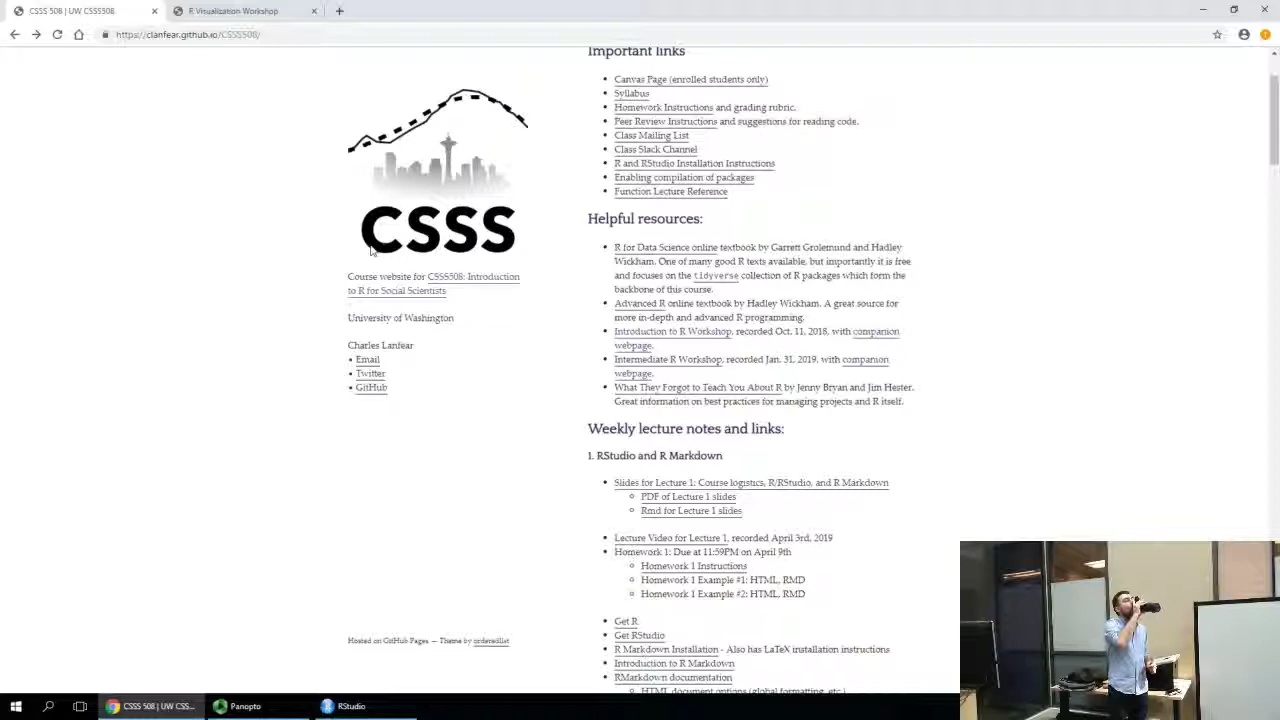 CSSS 508 | UW CSSS508
R Visualization Workshop
https://clanfear.github.io/CSSS508/
CSSS
Course website for CSSS508: Introduction
to R for Social Scientists
University of Washington
Charles Lanfear
• Email
• Twitter
• GitHub
Hosted on GitHub Pages — Theme by orderedlist
Important links
• Canvas Page (enrolled students only)
• Syllabus
• Homework Instructions and grading rubric.
• Peer Review Instructions and suggestions for reading code.
• Class Mailing List
• Class Slack Channel
• R and RStudio Installation Instructions
• Enabling compilation of packages
• Function Lecture Reference
Helpful resources:
• R for Data Science online textbook by Garrett Grolemund and Hadley
Wickham. One of many good R texts available, but importantly it is free
and focuses on the tidyverse collection of R packages which form the
backbone of this course.
• Advanced R online textbook by Hadley Wickham. A great source for
more in-depth and advanced R programming.
• Introduction to R Workshop, recorded Oct. 11, 2018, with companion
webpage.
• Intermediate R Workshop, recorded Jan. 31, 2019, with companion
webpage.
• What They Forgot to Teach You About R by Jenny Bryan and Jim Hester.
Great information on best practices for managing projects and R itself.
Weekly lecture notes and links:
1. RStudio and R Markdown
• Slides for Lecture 1: Course logistics, R/RStudio, and R Markdown
○ PDF of Lecture 1 slides
○ Rmd for Lecture 1 slides
• Lecture Video for Lecture 1, recorded April 3rd, 2019
• Homework 1: Due at 11:59PM on April 9th
○ Homework 1 Instructions
○ Homework 1 Example #1: HTML, RMD
○ Homework 1 Example #2: HTML, RMD
• Get R
• Get RStudio
• R Markdown Installation - Also has LaTeX installation instructions
• Introduction to R Markdown
• RMarkdown documentation
○ HTML document options (global formatting, etc.)
CSSS 508 | UW CSS...
Panopto
RStudio